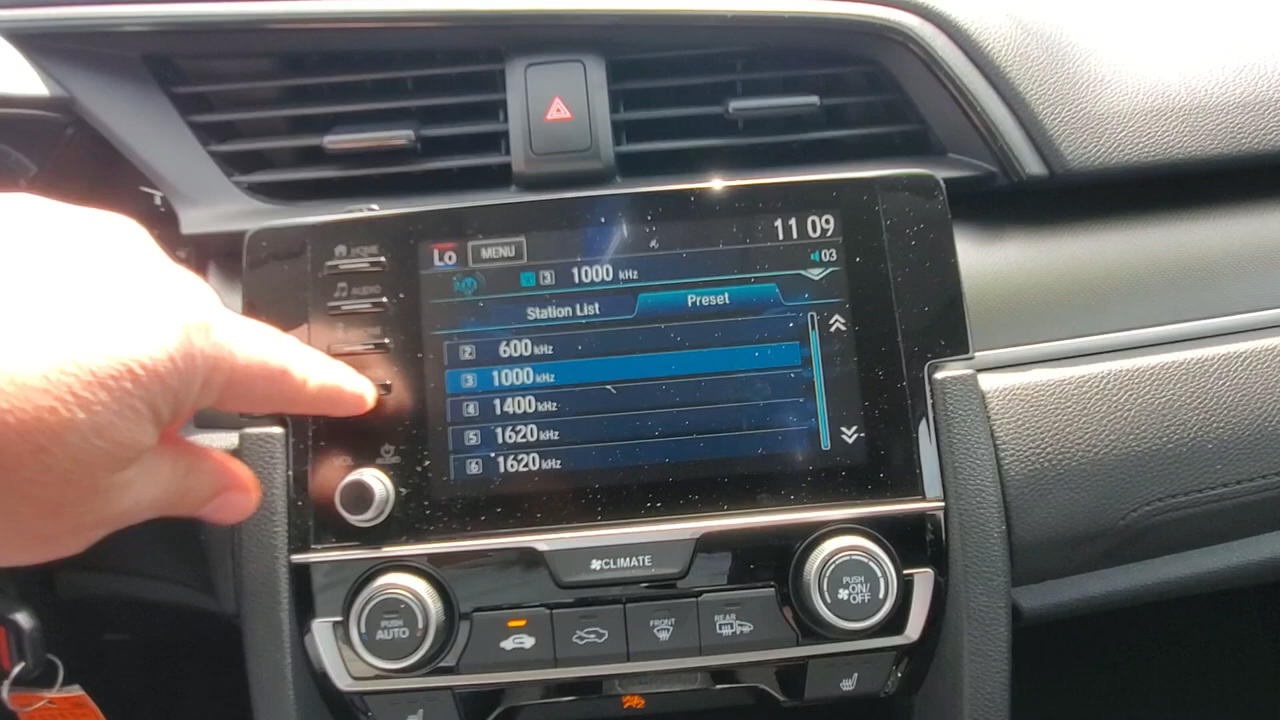 HOME
AUDIO
VOL
Lo MENU 11 09
03
3 1000 kHz
Station List Preset
2 600 kHz
3 1000 kHz
4 1400 kHz
5 1620 kHz
6 1620 kHz
CLIMATE
PUSH
AUTO
FRONT
REAR
PUSH
ON/
OFF